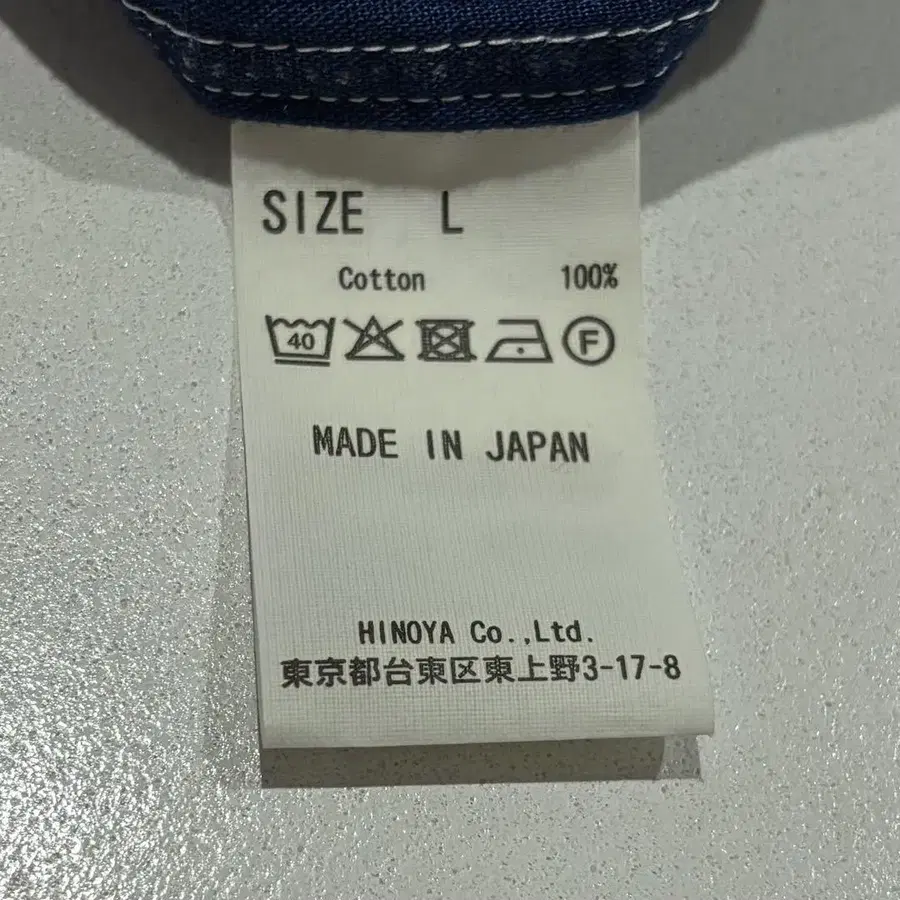 SIZE L
Cotton 100%
40 F
MADE IN JAPAN
HINOYA Co.,Ltd.
東京都台東区東上野3-17-8